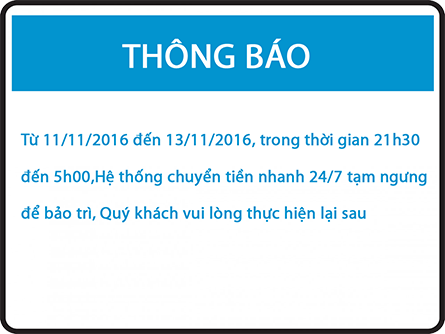 THÔNG BÁO
Từ 11/11/2016 đến 13/11/2016, trong thời gian 21h30
đến 5h00,Hệ thống chuyển tiền nhanh 24/7 tạm ngưng
để bảo trì, Quý khách vui lòng thực hiện lại sau